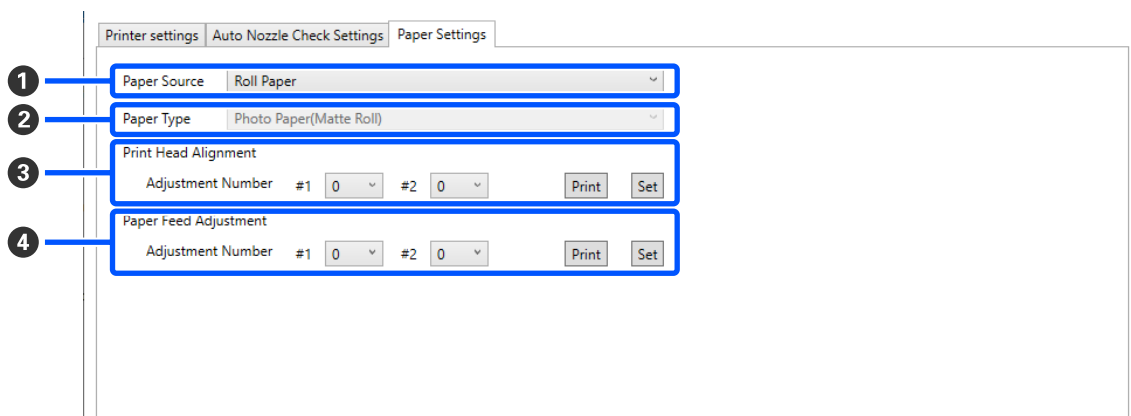 Printer settings Auto Nozzle Check Settings Paper Settings
1 Paper Source Roll Paper
2 Paper Type Photo Paper(Matte Roll)
Print Head Alignment
3 Adjustment Number #1 0 #2 0 Print Set
Paper Feed Adjustment
4 Adjustment Number #1 0 #2 0 Print Set